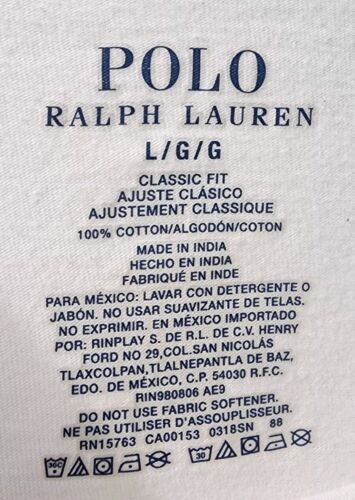 POLO
RALPH LAUREN
L/G/G
CLASSIC FIT
AJUSTE CLÁSICO
AJUSTEMENT CLASSIQUE
100% COTTON/ALGODÓN/COTON
MADE IN INDIA
HECHO EN INDIA
FABRIQUÉ EN INDE
PARA MÉXICO: LAVAR CON DETERGENTE O
JABÓN. NO USAR SUAVIZANTE DE TELAS.
NO EXPRIMIR. EN MÉXICO IMPORTADO
POR: RINPLAY S. DE R.L. DE C.V. HENRY
FORD NO 29,COL.SAN NICOLÁS
TLAXCOLPAN,TLALNEPANTLA DE BAZ,
EDO. DE MÉXICO, C.P. 54030 R.F.C.
RIN980806 AE9
DO NOT USE FABRIC SOFTENER.
NE PAS UTILISER D'ASSOUPLISSEUR.
RN15763 CA00153 0318SN 88
30C 30